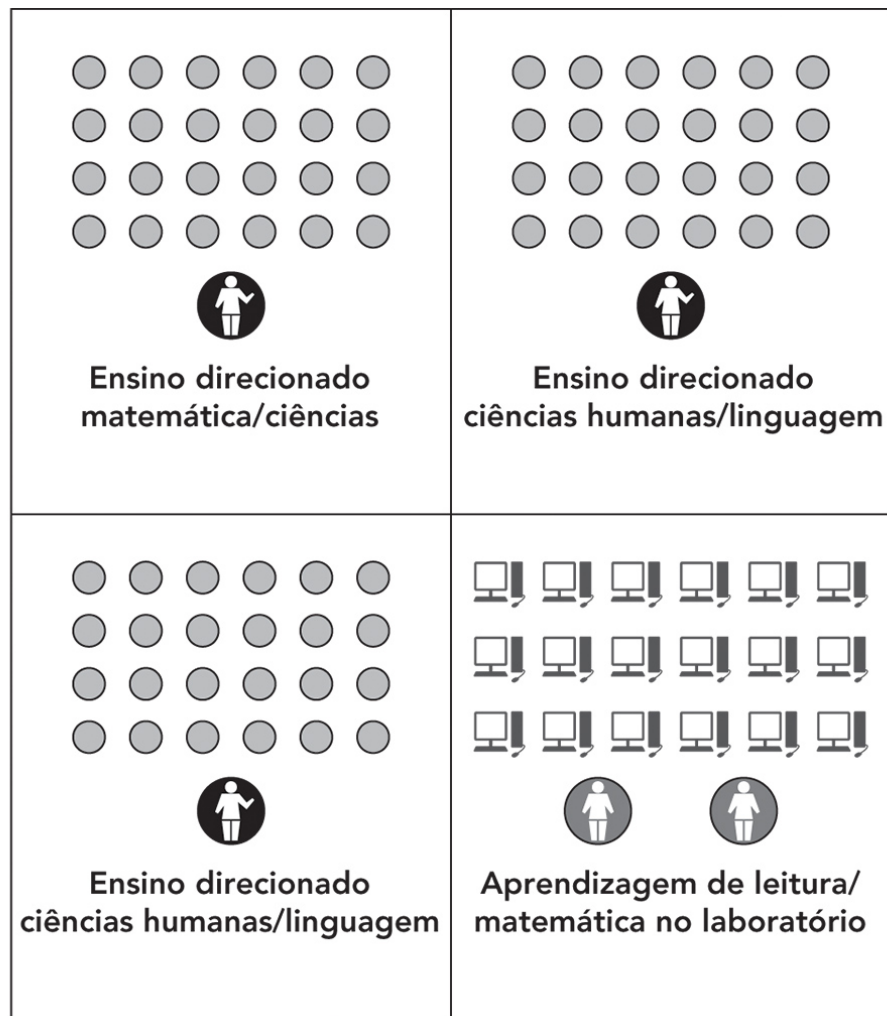 Ensino direcionado
matemática/ciências
Ensino direcionado
ciências humanas/linguagem
Ensino direcionado
ciências humanas/linguagem
Aprendizagem de leitura/
matemática no laboratório